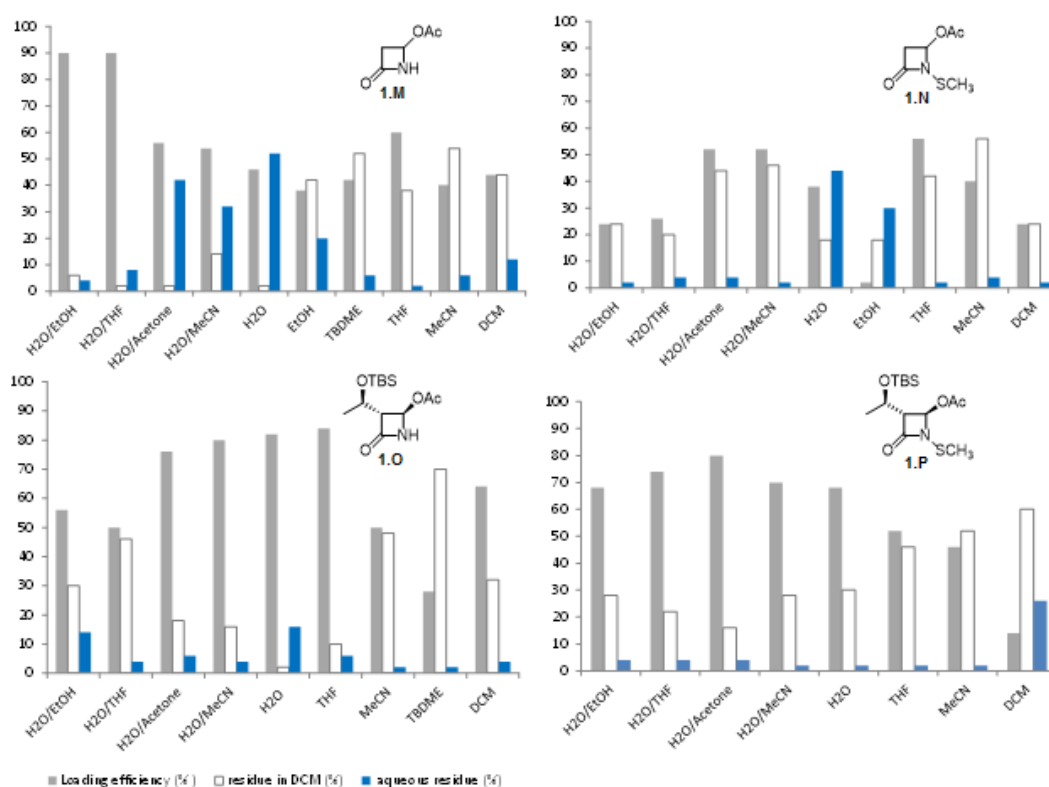 100
90
80
70
60
50
40
30
20
10
0
OAc
O
NH
1.M
H2O/EtOH
H2O/THF
H2O/Acetone
H2O/MeCN
H2O
EtOH
TBDME
THF
MeCN
DCM
100
90
80
70
60
50
40
30
20
10
0
OAc
O
N
SCH3
1.N
H2O/EtOH
H2O/THF
H2O/Acetone
H2O/MeCN
H2O
EtOH
THF
MeCN
DCM
100
90
80
70
60
50
40
30
20
10
0
OTBS
OAc
O
NH
1.O
H2O/EtOH
H2O/THF
H2O/Acetone
H2O/MeCN
H2O
THF
MeCN
TBDME
DCM
100
90
80
70
60
50
40
30
20
10
0
OTBS
OAc
O
N
SCH3
1.P
H2O/EtOH
H2O/THF
H2O/Acetone
H2O/MeCN
H2O
THF
MeCN
DCM
Loading efficiency (%) residue in DCM (%) aqueous residue (%)